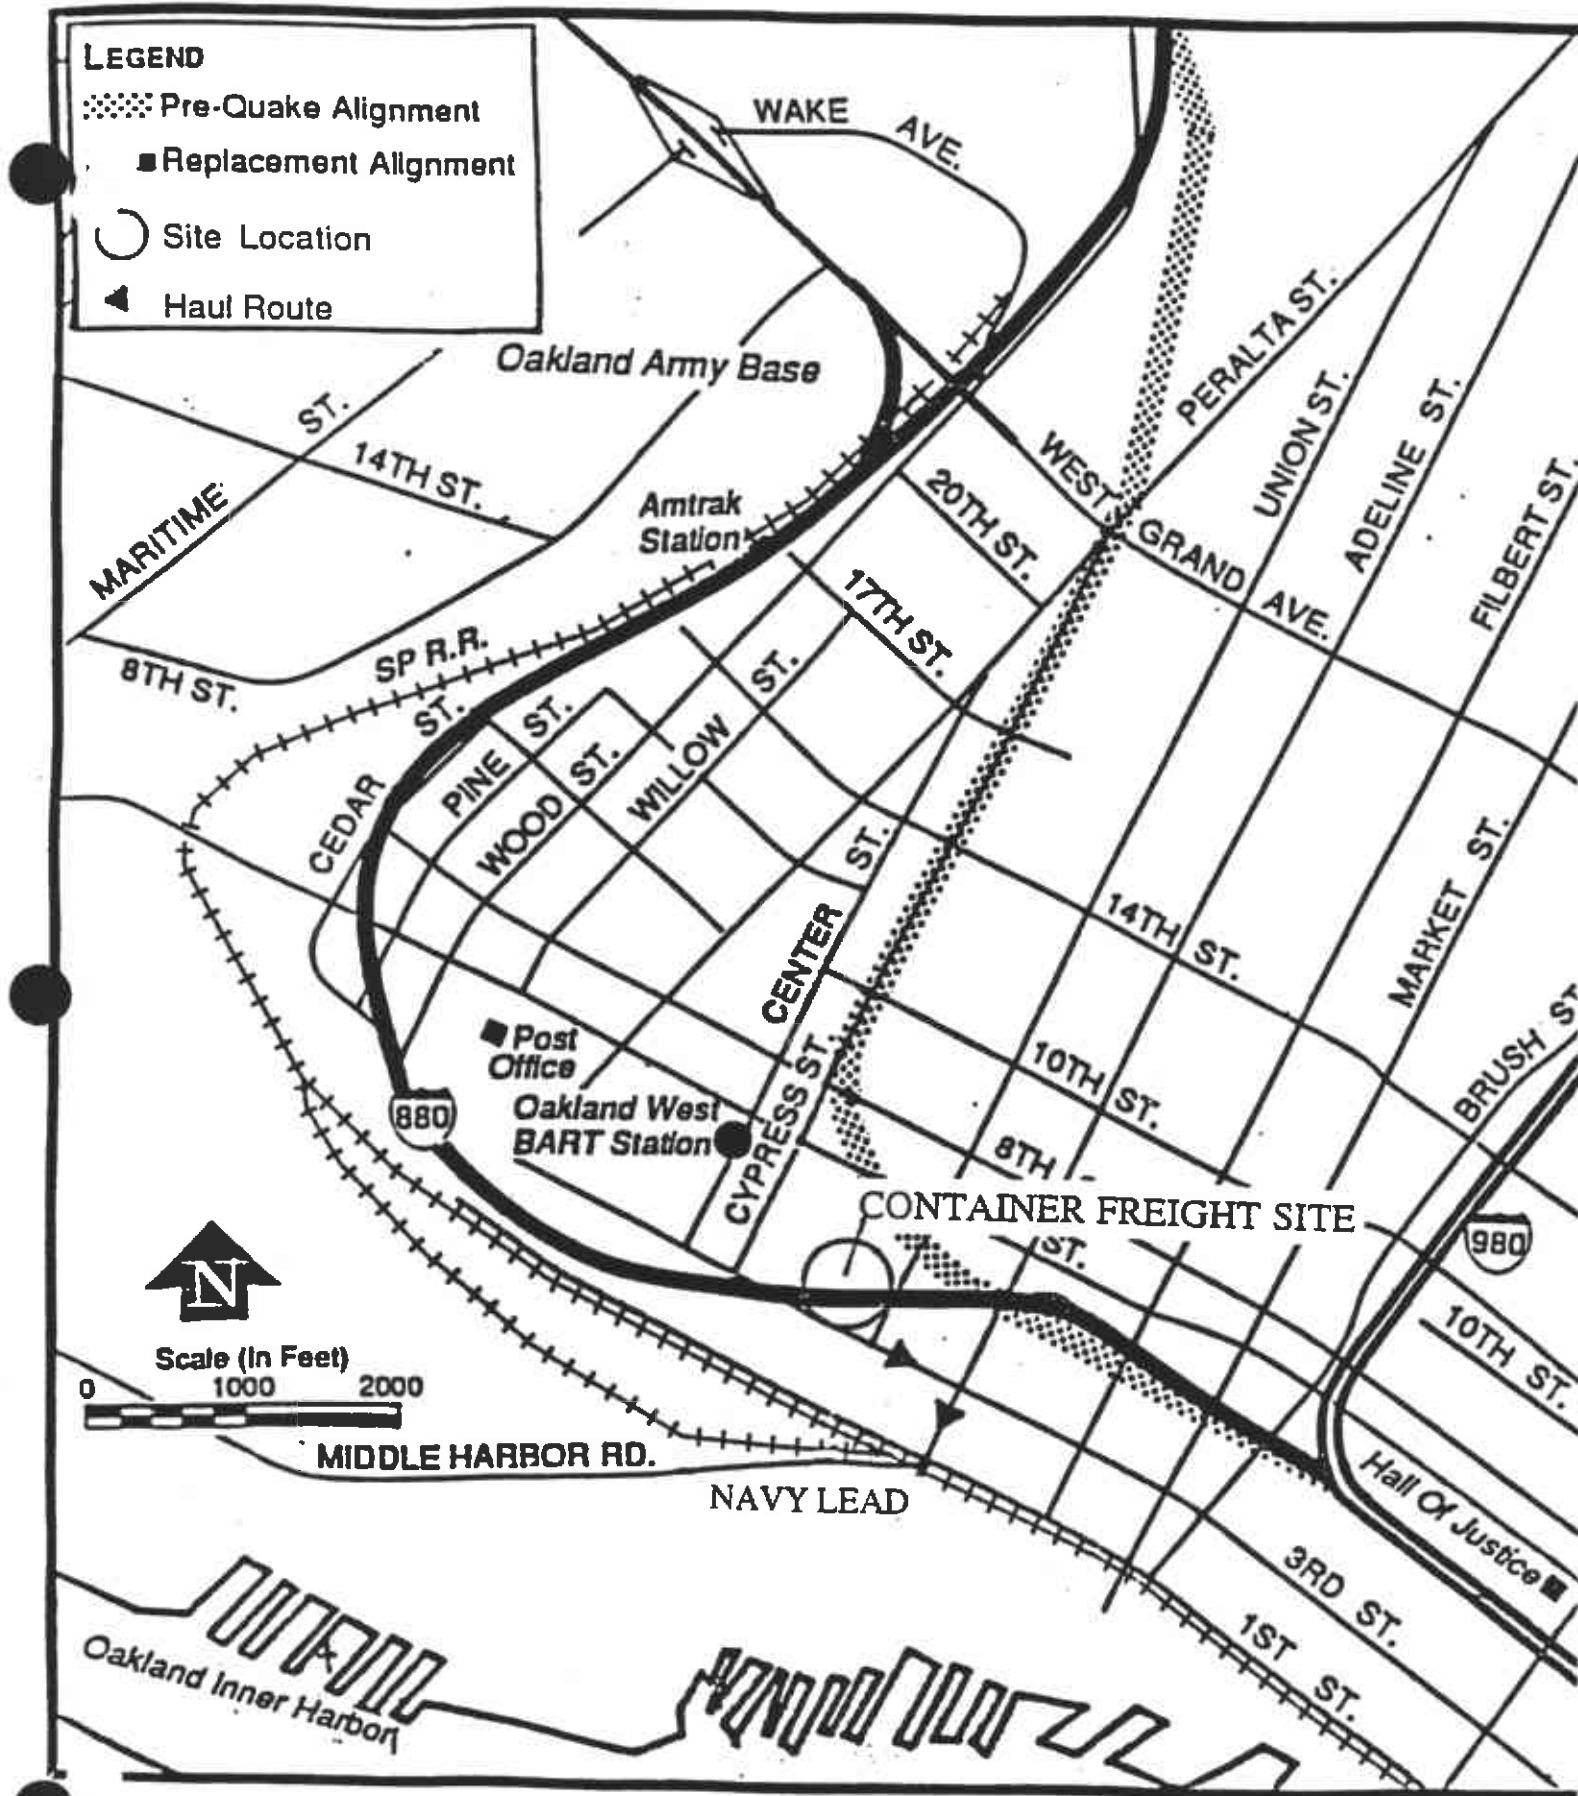 LEGEND
Pre-Quake Alignment
Replacement Alignment
Site Location
Haul Route
WAKE AVE.
Oakland Army Base
PERALTA ST.
UNION ST.
ADELINE ST.
FILBERT ST.
MARITIME ST.
14TH ST.
Amtrak
Station
20TH ST.
WEST GRAND AVE.
17TH ST.
8TH ST.
SP R.R.
CEDAR ST.
PINE ST.
WOOD ST.
WILLOW ST.
CENTER ST.
14TH ST.
MARKET ST.
BRUSH ST
Post
Office
10TH ST.
880
Oakland West
BART Station
CYPRESS ST.
8TH
ST.
CONTAINER FREIGHT SITE
980
10TH ST.
N
Scale (In Feet)
0 1000 2000
MIDDLE HARBOR RD.
NAVY LEAD
Hall Of Justice
3RD ST.
1ST ST.
Oakland Inner Harbor